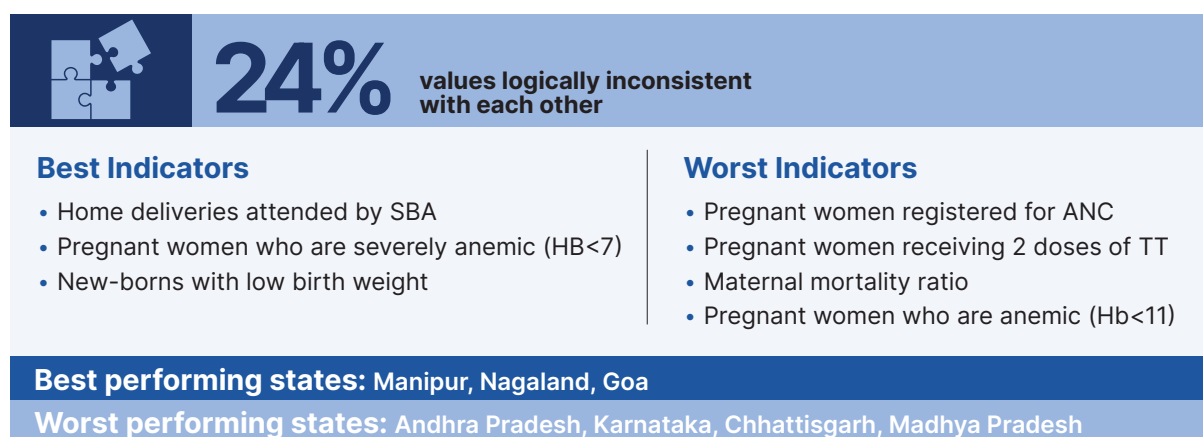 24%
values logically inconsistent
with each other
Best Indicators
• Home deliveries attended by SBA
• Pregnant women who are severely anemic (HB<7)
• New-borns with low birth weight
Worst Indicators
• Pregnant women registered for ANC
• Pregnant women receiving 2 doses of TT
• Maternal mortality ratio
• Pregnant women who are anemic (Hb<11)
Best performing states: Manipur, Nagaland, Goa
Worst performing states: Andhra Pradesh, Karnataka, Chhattisgarh, Madhya Pradesh